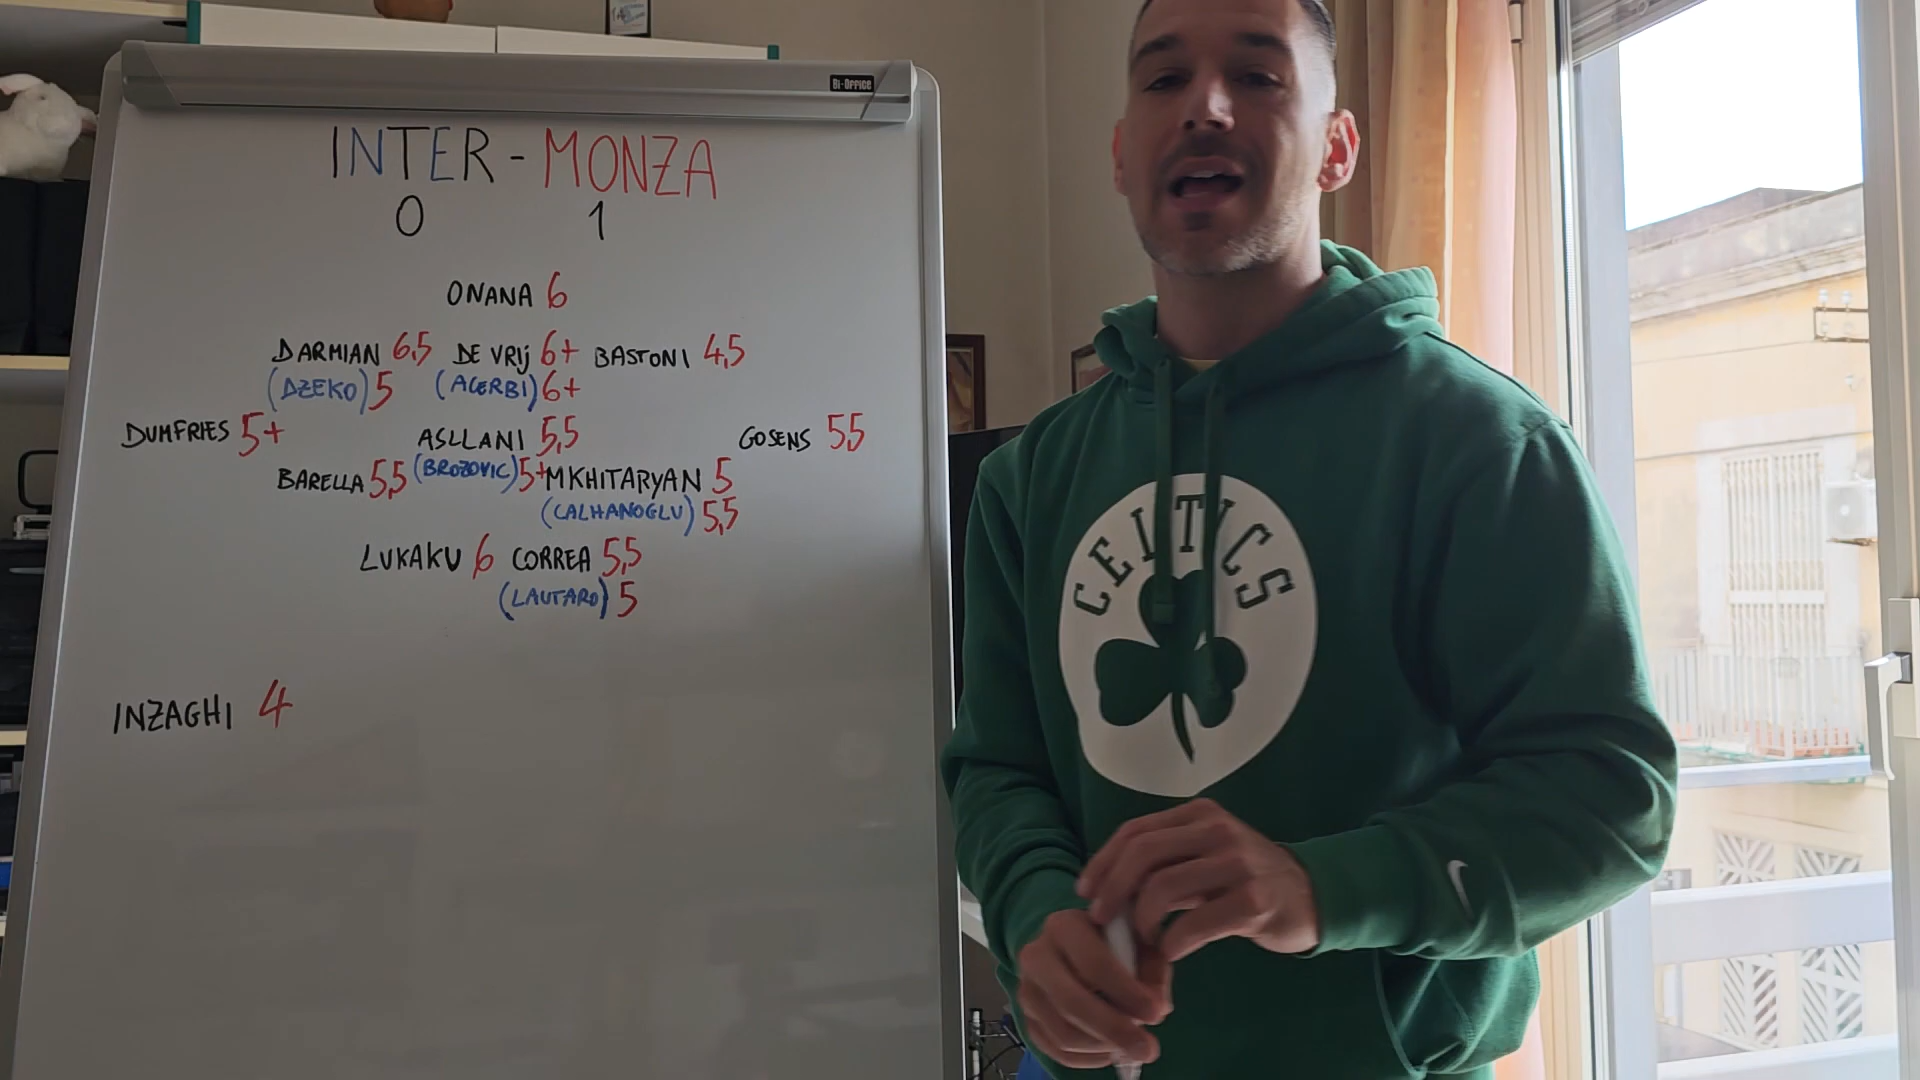 Bi-Office
INTER - MONZA
0 1
ONANA 6
DARMIAN 6,5 DE VRIJ 6+ BASTONI 4,5
(DZEKO) 5 (ACERBI) 6+
DUMFRIES 5+ ASLLANI 5,5 GOSENS 5,5
BARELLA 5,5 (BROZOVIC) 5+ MKHITARYAN 5
(CALHANOGLU) 5,5
LUKAKU 6 CORREA 5,5
(LAUTARO) 5
INZAGHI 4
CELTICS